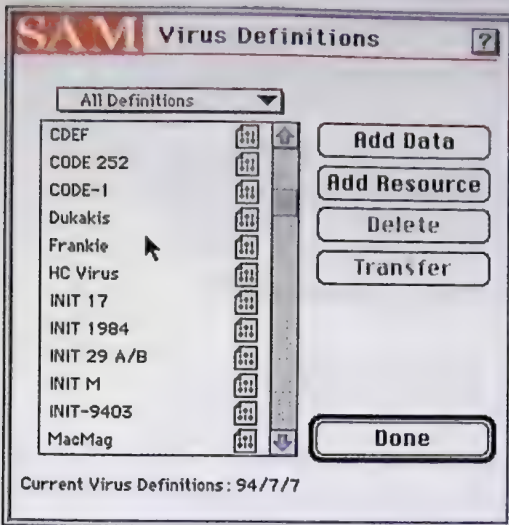 SAM Virus Definitions ?
All Definitions
CDEF
CODE 252
CODE-1
Dukakis
Frankie
HC Virus
INIT 17
INIT 1984
INIT 29 A/B
INIT M
INIT-9403
MacMag
Add Data
Add Resource
Delete
Transfer
Done
Current Virus Definitions: 94/7/7